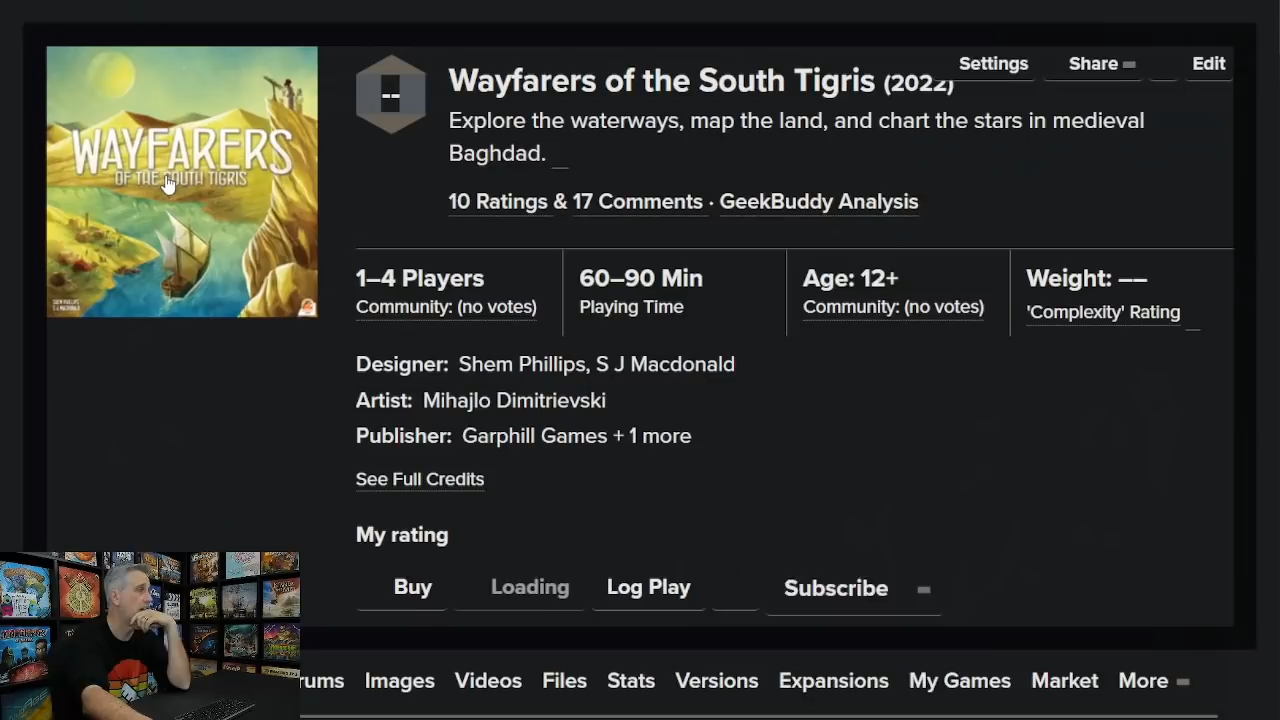 WAYFARERS
OF THE SOUTH TIGRIS
SHEM PHILLIPS
S J MACDONALD
--
Wayfarers of the South Tigris (2022)
Settings
Share
Edit
Explore the waterways, map the land, and chart the stars in medieval
Baghdad.
10 Ratings & 17 Comments · GeekBuddy Analysis
1–4 Players
Community: (no votes)
60–90 Min
Playing Time
Age: 12+
Community: (no votes)
Weight: ––
'Complexity' Rating
Designer: Shem Phillips, S J Macdonald
Artist: Mihajlo Dimitrievski
Publisher: Garphill Games + 1 more
See Full Credits
My rating
Buy
Loading
Log Play
Subscribe
ums
Images
Videos
Files
Stats
Versions
Expansions
My Games
Market
More